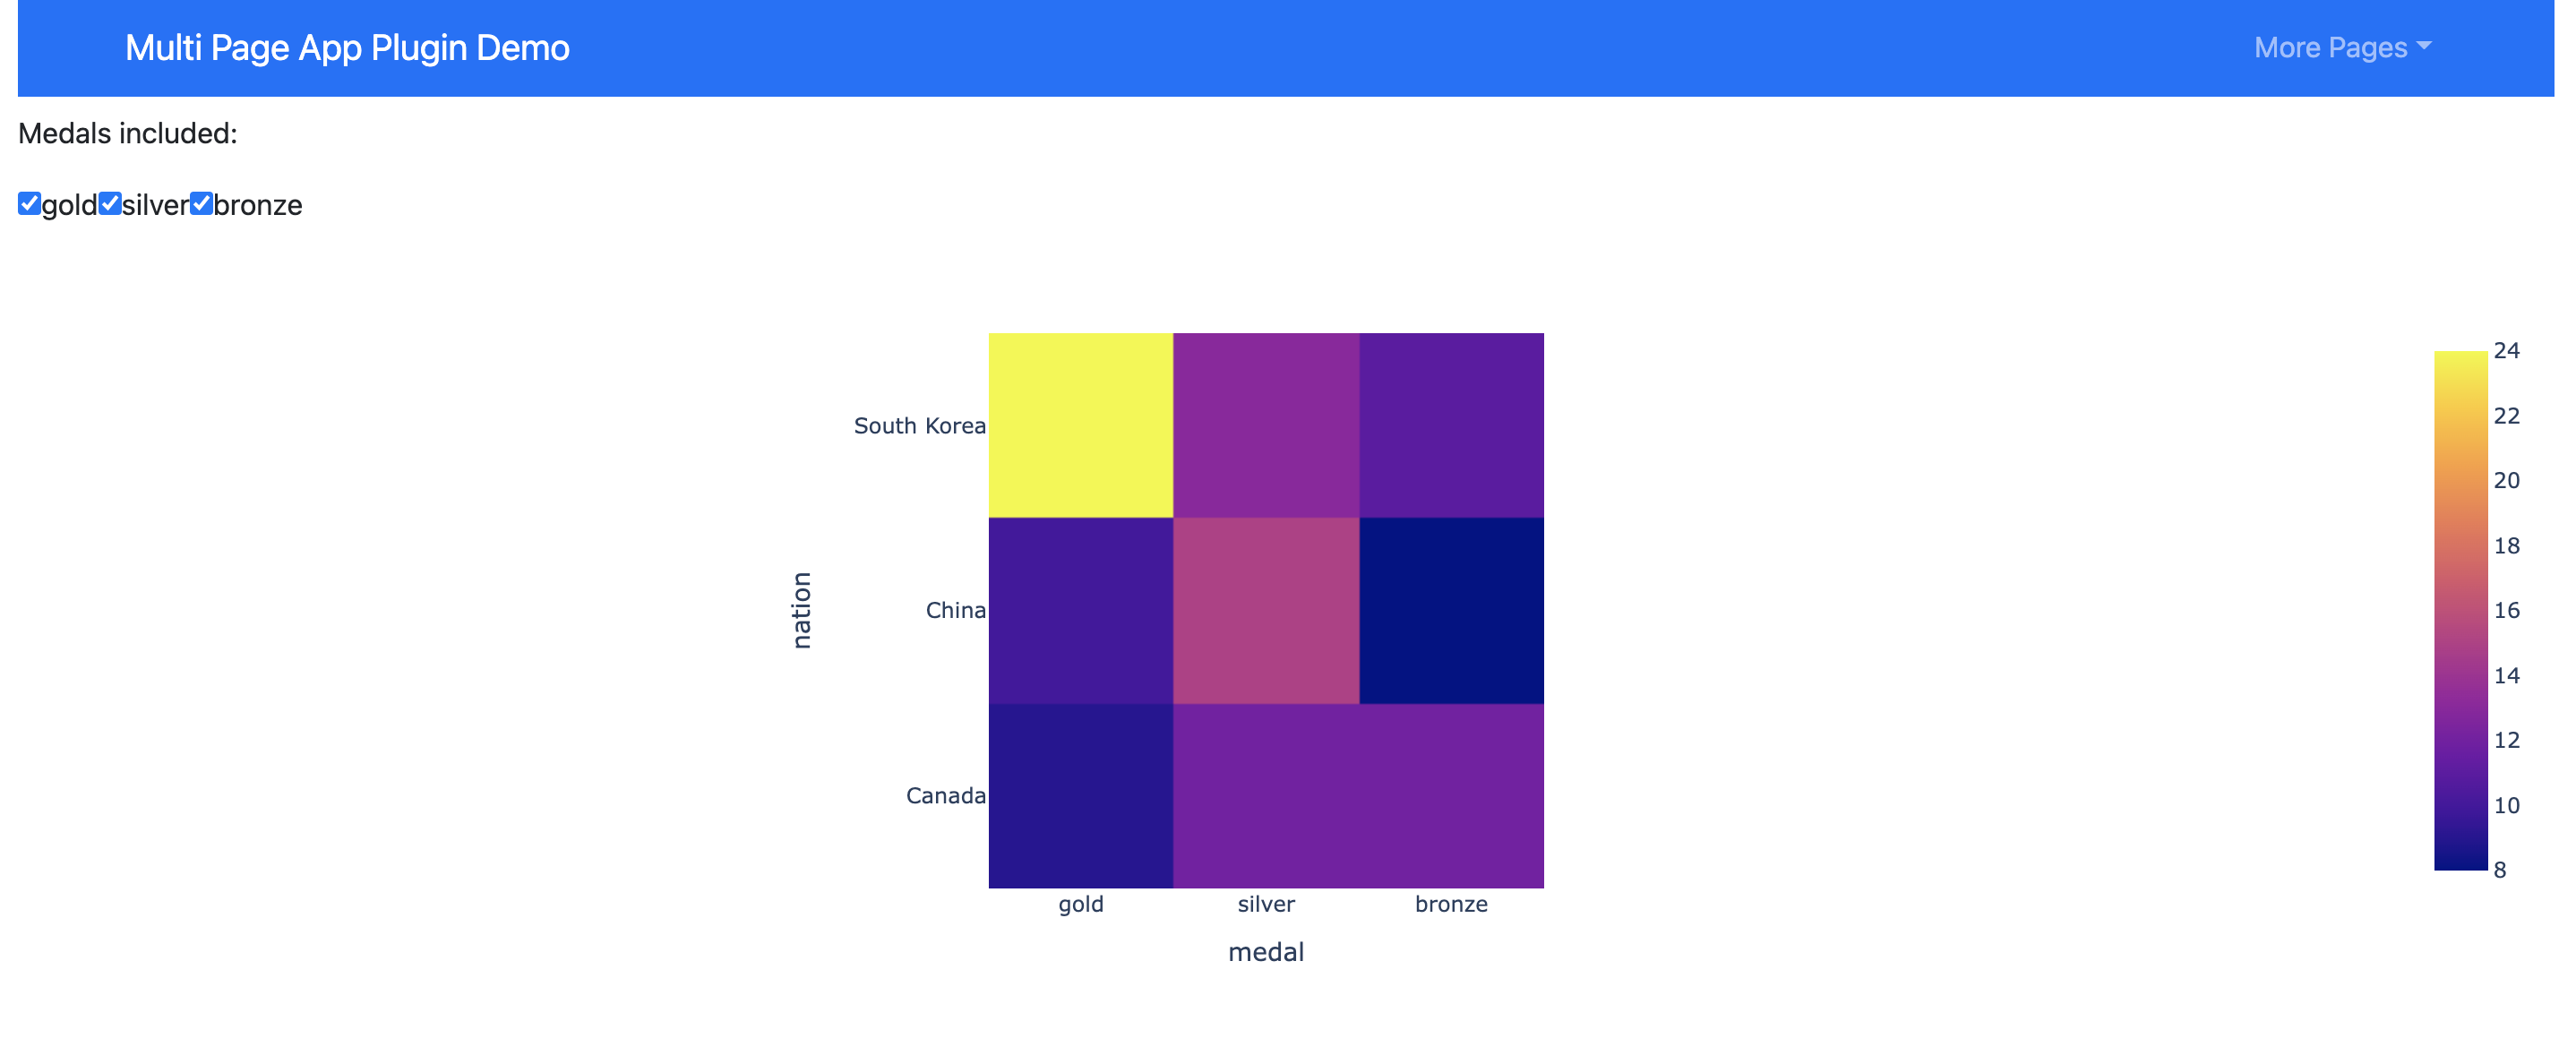 Multi Page App Plugin Demo
More Pages
Medals included:
gold silver bronze
South Korea
China
Canada
nation
gold silver bronze
medal
24
22
20
18
16
14
12
10
8